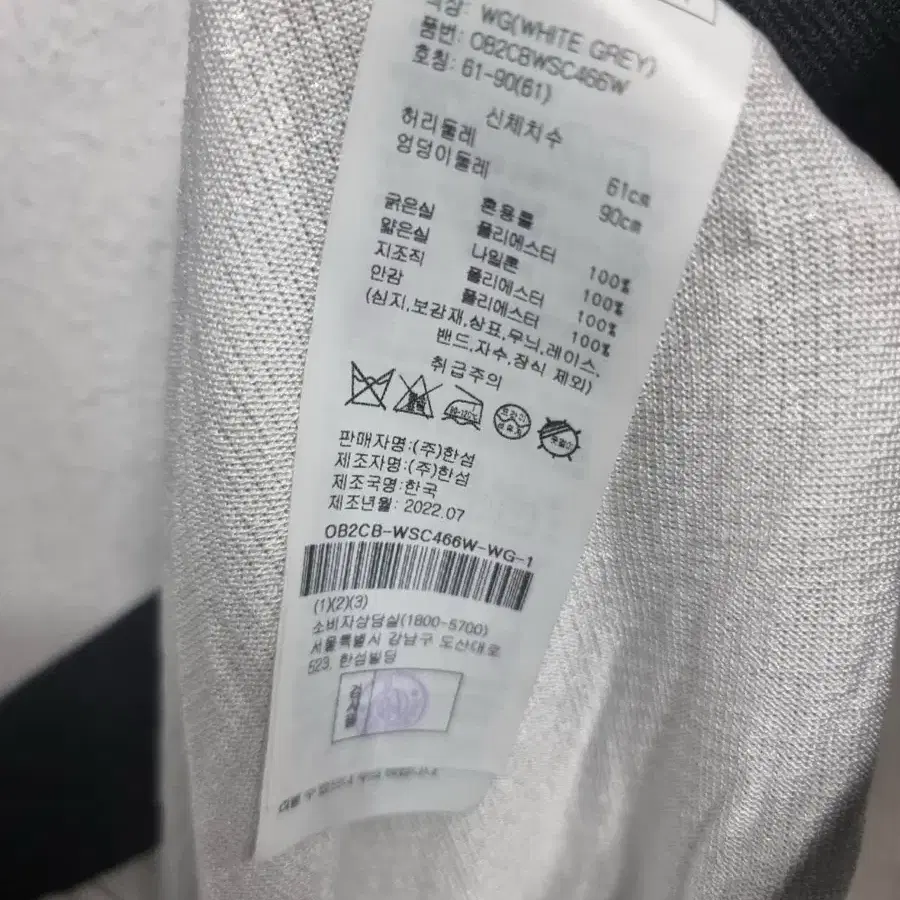 색상: WG(WHITE GREY)
품번: OB2CBWSC466W
호칭: 61-90(61)
신체치수
허리둘레 61cm
엉덩이둘레 90cm
혼용률
굵은실 폴리에스터 100%
얇은실 나일론 100%
지조직 폴리에스터 100%
안감 폴리에스터 100%
(심지,보강재,상표,무늬,레이스,
밴드,자수,장식 제외)
취급주의
판매자명:(주)한섬
제조자명:(주)한섬
제조국명:한국
제조년월: 2022.07
OB2CB-WSC466W-WG-1
(1)(2)(3)
소비자상담실(1800-5700)
서울특별시 강남구 도산대로
523, 한섬빌딩
검사필